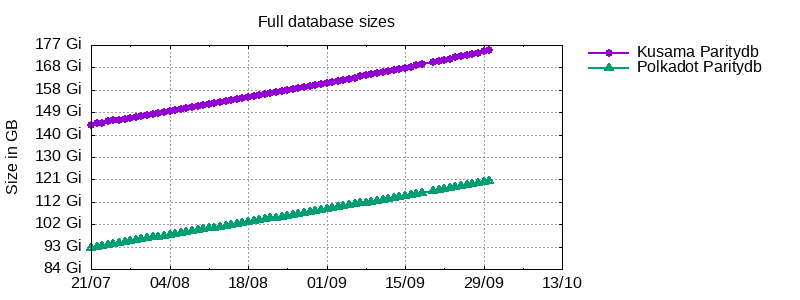 Full database sizes
Kusama Paritydb
Polkadot Paritydb
Size in GB
177 Gi
168 Gi
158 Gi
149 Gi
140 Gi
130 Gi
121 Gi
112 Gi
102 Gi
93 Gi
84 Gi
21/07 04/08 18/08 01/09 15/09 29/09 13/10